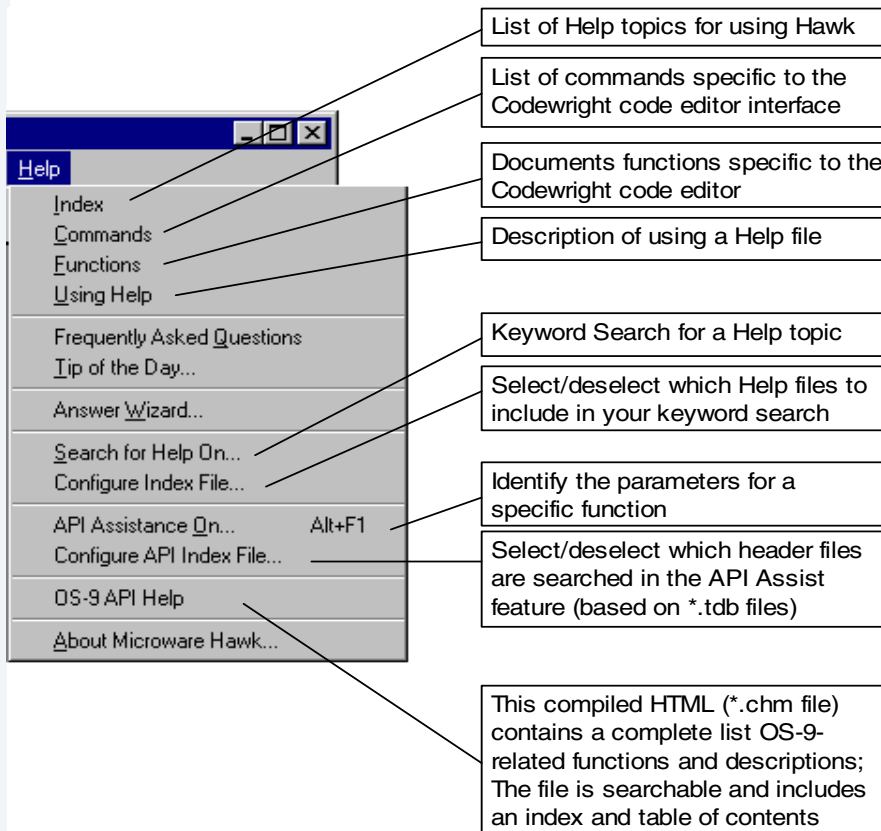 List of Help topics for using Hawk
List of commands specific to the
Codewright code editor interface
Documents functions specific to the
Codewright code editor
Description of using a Help file
Keyword Search for a Help topic
Select/deselect which Help files to
include in your keyword search
Identify the parameters for a
specific function
Select/deselect which header files
are searched in the API Assist
feature (based on *.tdb files)
This compiled HTML (*.chm file)
contains a complete list OS-9-
related functions and descriptions;
The file is searchable and includes
an index and table of contents
Help
Index
Commands
Functions
Using Help
Frequently Asked Questions
Tip of the Day...
Answer Wizard...
Search for Help On...
Configure Index File...
API Assistance On... Alt+F1
Configure API Index File...
OS-9 API Help
About Microware Hawk...